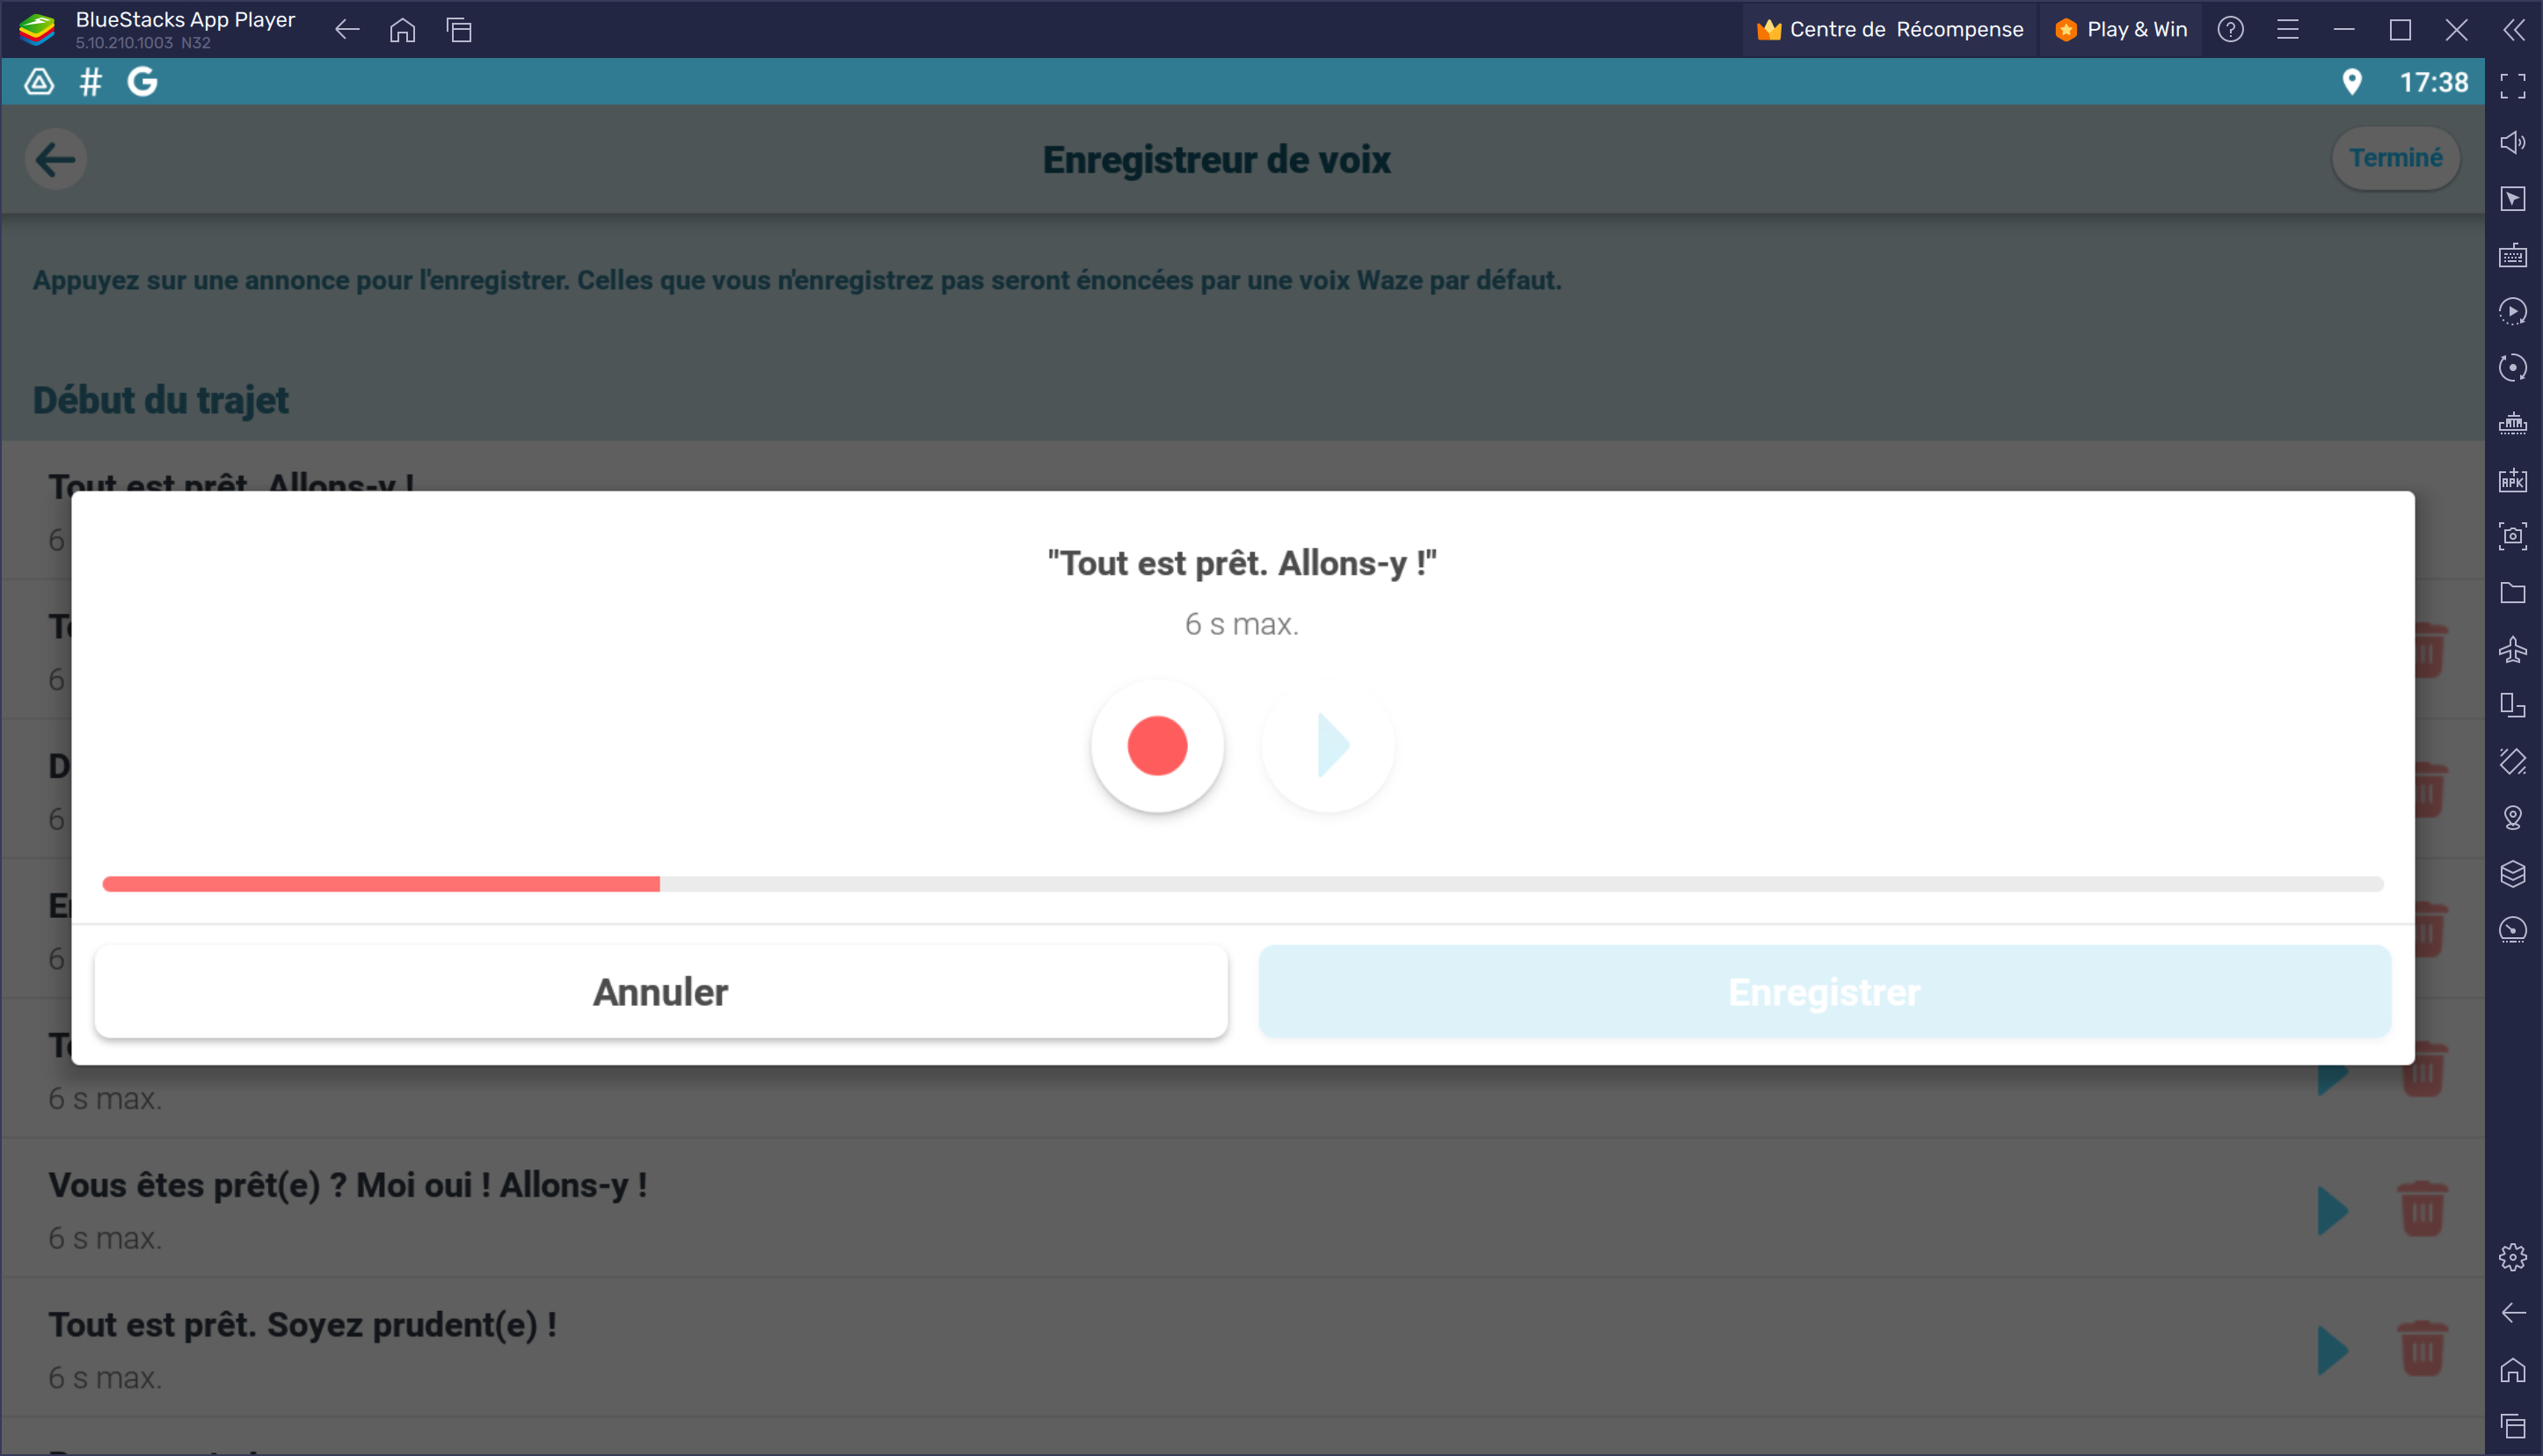 BlueStacks App Player
5.10.210.1003 N32
Centre de Récompense
Play & Win
17:38
Enregistreur de voix
Terminé
Appuyez sur une annonce pour l'enregistrer. Celles que vous n'enregistrez pas seront énoncées par une voix Waze par défaut.
Début du trajet
Tout est prêt. Allons-y !
6
"Tout est prêt. Allons-y !"
6 s max.
6
6
6
Annuler
Enregistrer
6 s max.
Vous êtes prêt(e) ? Moi oui ! Allons-y !
6 s max.
Tout est prêt. Soyez prudent(e) !
6 s max.